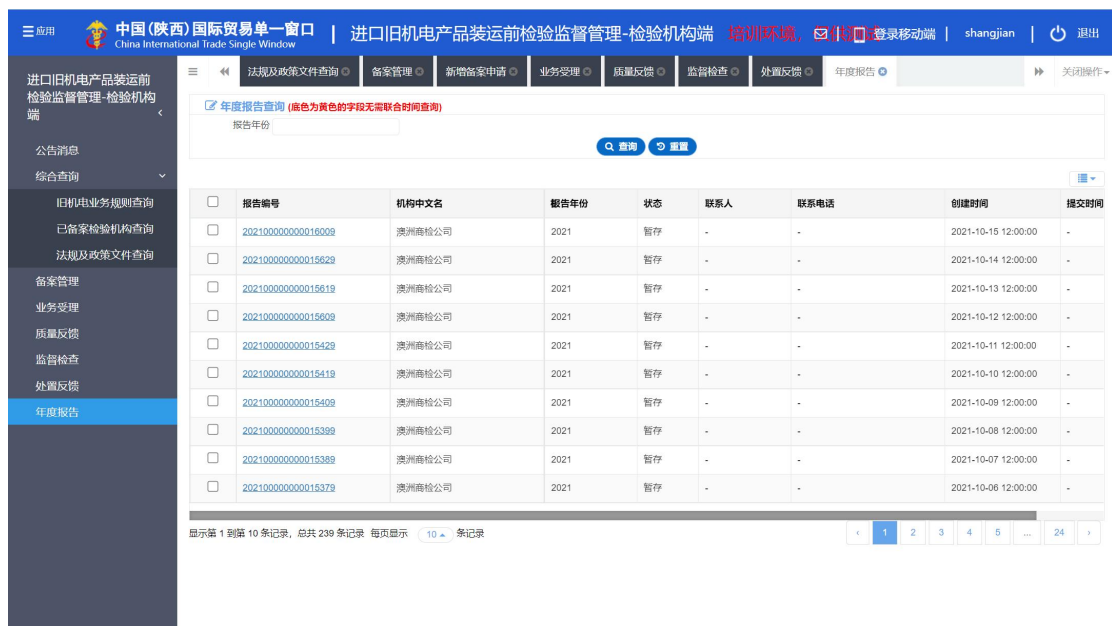 应用 中国(陕西)国际贸易单一窗口 | 进口旧机电产品装运前检验监督管理-检验机构端 登录移动端 | shangjian | 退出
China International Trade Single Window
进口旧机电产品装运前检验监督管理-检验机构端
公告消息
综合查询
旧机电业务规则查询
已备案检验机构查询
法规及政策文件查询
备案管理
业务受理
质量反馈
监督检查
处置反馈
年度报告
法规及政策文件查询 备案管理 新增备案申请 业务受理 质量反馈 监督检查 处置反馈 年度报告 关闭操作
年度报告查询 (底色为黄色的字段无需联合时间查询)
报告年份
查询 重置
报告编号 机构中文名 报告年份 状态 联系人 联系电话 创建时间 提交时间
202100000000016009 澳洲商检公司 2021 暂存 - - 2021-10-15 12:00:00 -
202100000000015629 澳洲商检公司 2021 暂存 - - 2021-10-14 12:00:00 -
202100000000015619 澳洲商检公司 2021 暂存 - - 2021-10-13 12:00:00 -
202100000000015609 澳洲商检公司 2021 暂存 - - 2021-10-12 12:00:00 -
202100000000015429 澳洲商检公司 2021 暂存 - - 2021-10-11 12:00:00 -
202100000000015419 澳洲商检公司 2021 暂存 - - 2021-10-10 12:00:00 -
202100000000015409 澳洲商检公司 2021 暂存 - - 2021-10-09 12:00:00 -
202100000000015399 澳洲商检公司 2021 暂存 - - 2021-10-08 12:00:00 -
202100000000015389 澳洲商检公司 2021 暂存 - - 2021-10-07 12:00:00 -
202100000000015379 澳洲商检公司 2021 暂存 - - 2021-10-06 12:00:00 -
显示第 1 到第 10 条记录，总共 239 条记录 每页显示 10 条记录
‹ 1 2 3 4 5 ... 24 ›